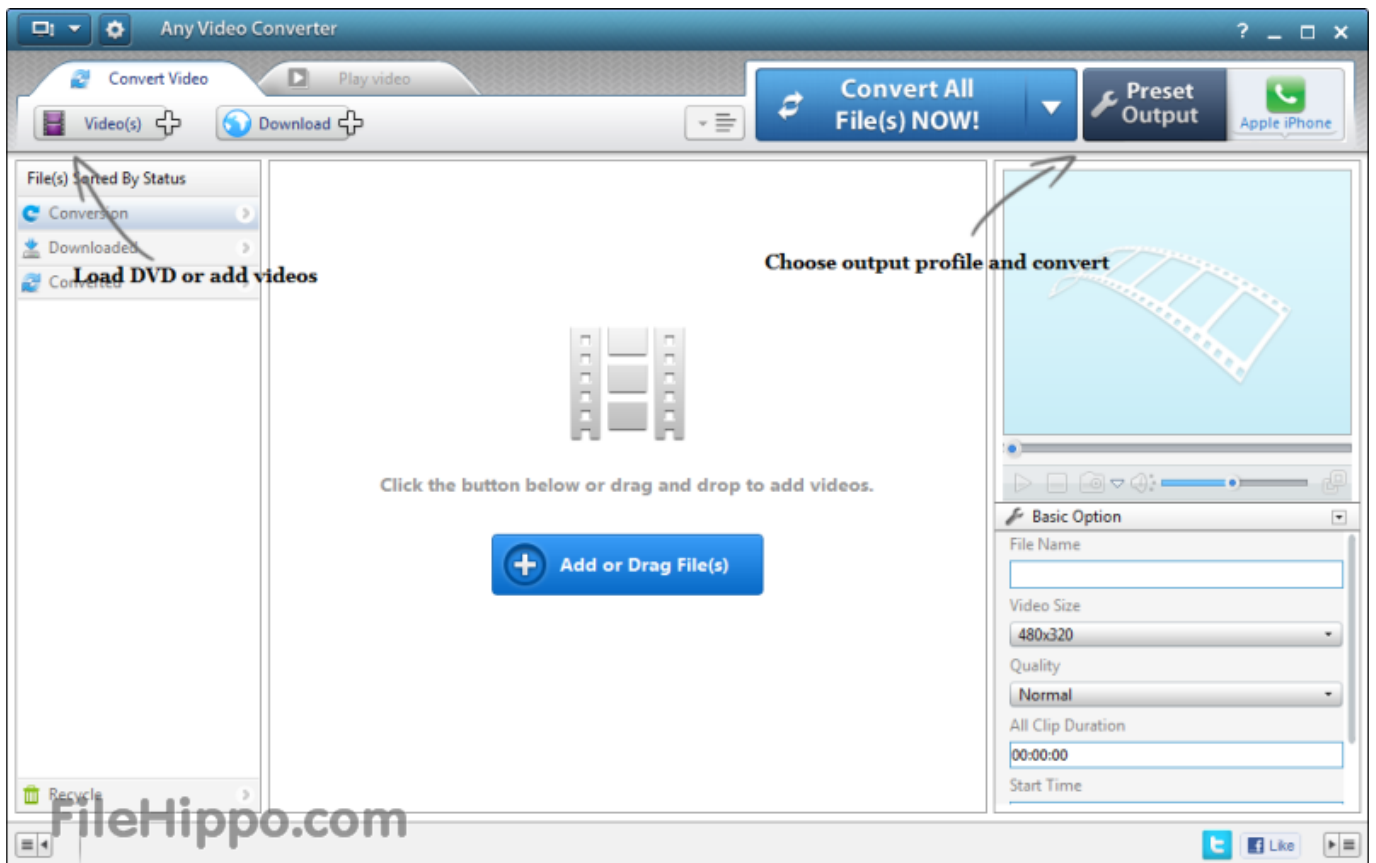 Any Video Converter
?
Convert Video
Play video
Video(s)
Download
Convert All
File(s) NOW!
Preset
Output
Apple iPhone
File(s) Sorted By Status
Conversion
Downloaded
Converted
Load DVD or add videos
Choose output profile and convert
Click the button below or drag and drop to add videos.
Add or Drag File(s)
Basic Option
File Name
Video Size
480x320
Quality
Normal
All Clip Duration
00:00:00
Start Time
Recycle
FileHippo.com
Like